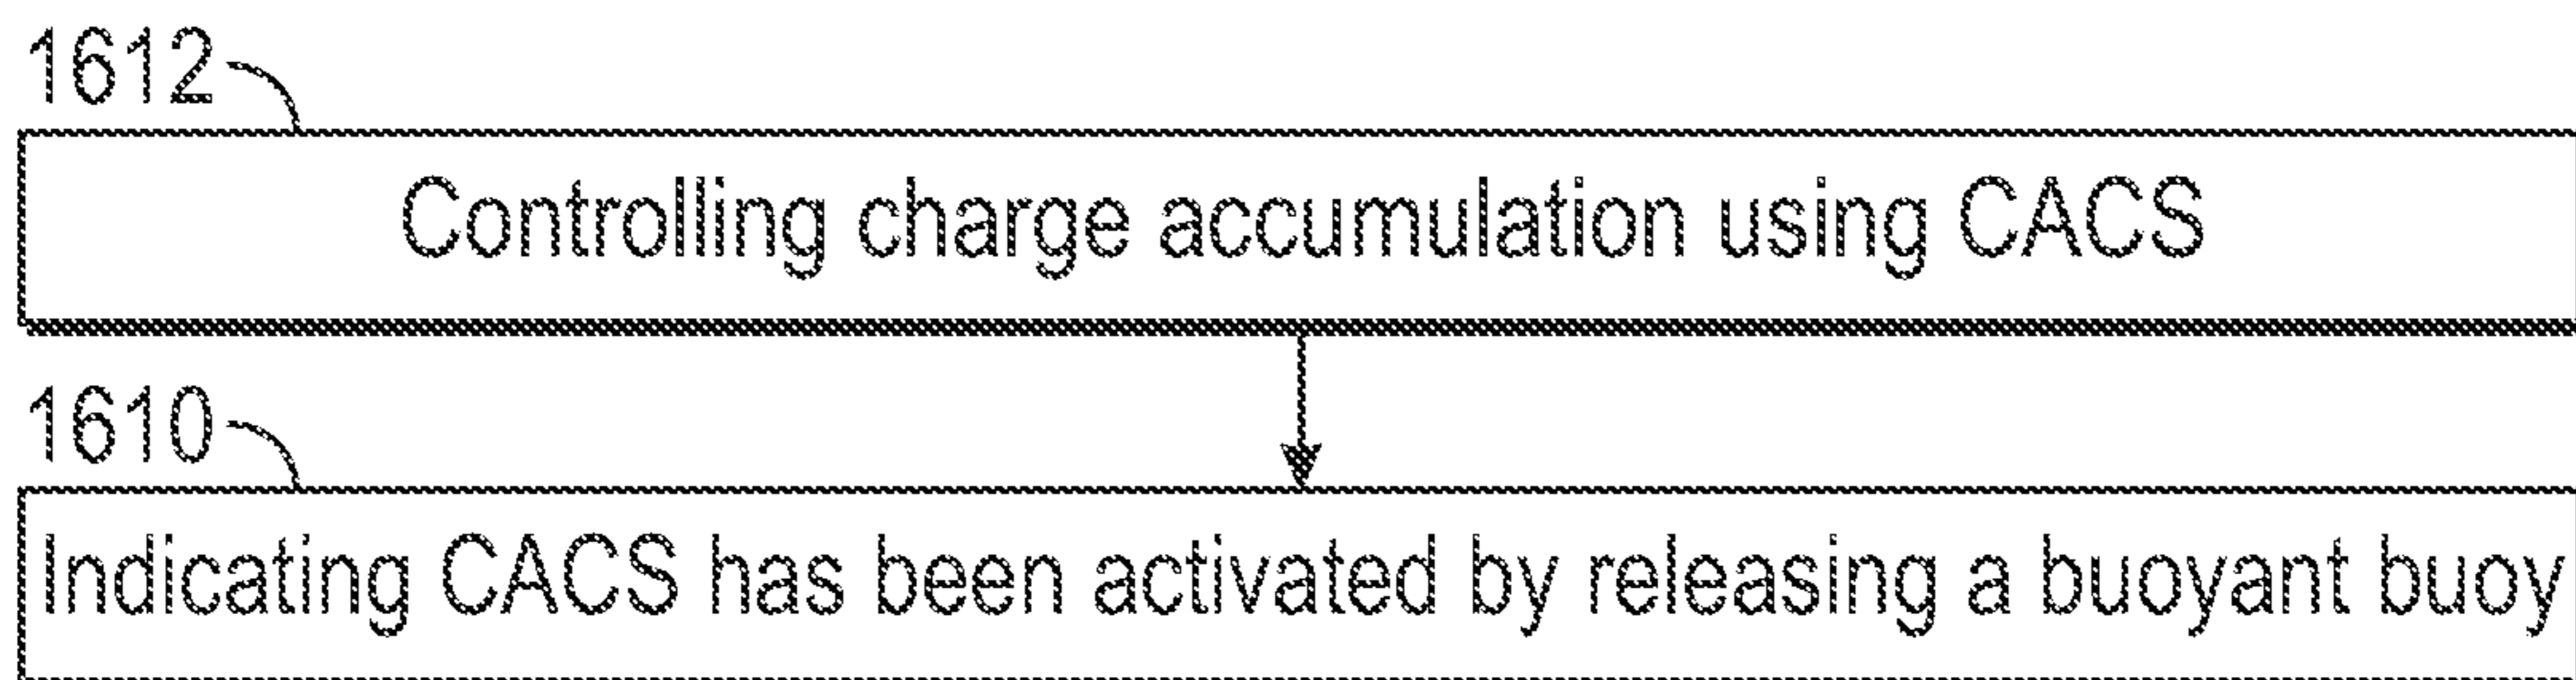 1612
Controlling charge accumulation using CACS
1610
Indicating CACS has been activated by releasing a buoyant buoy